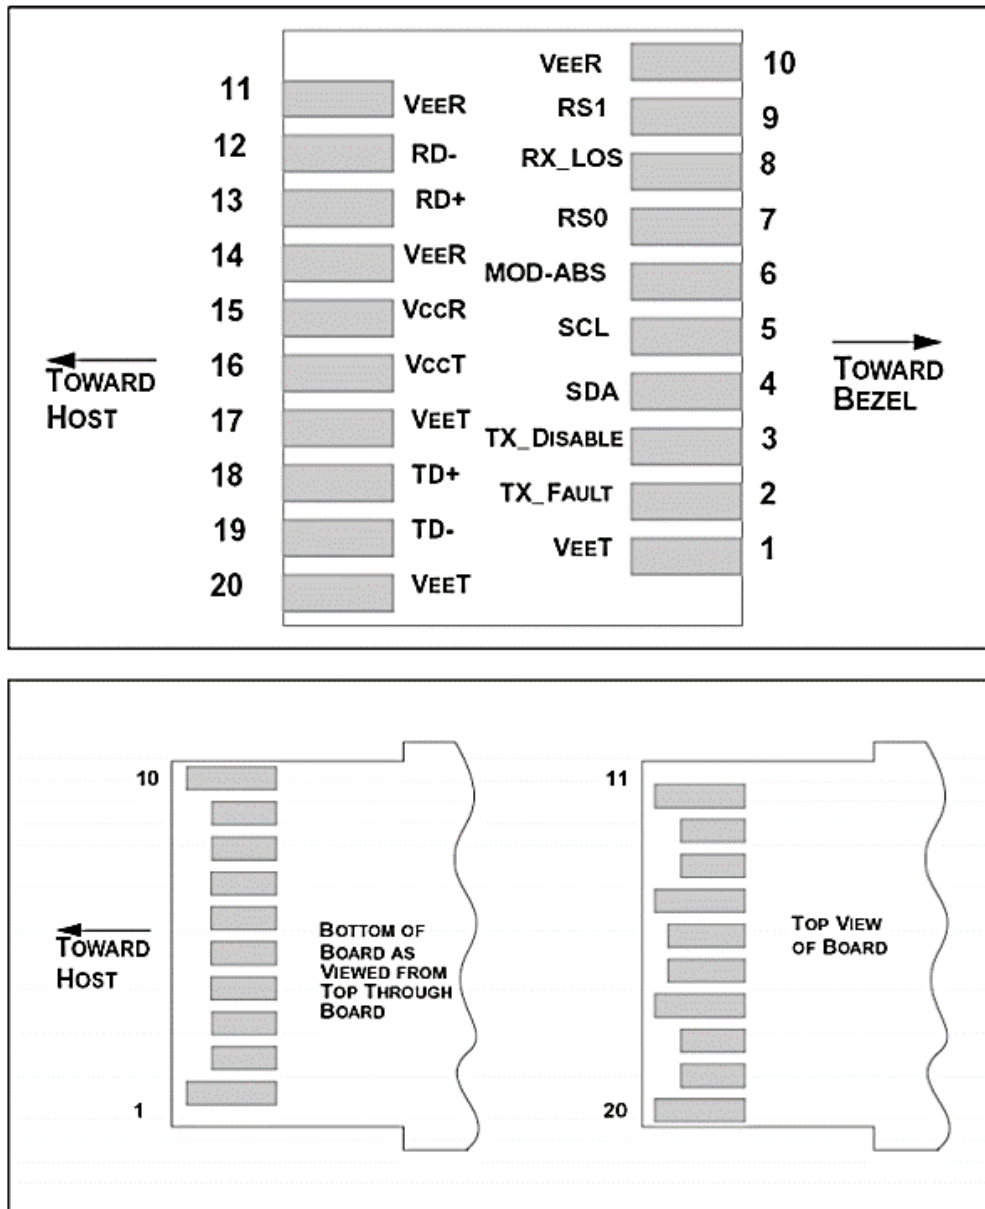 11
12
13
14
15
16
17
18
19
20
VEER
RD-
RD+
VEER
VCCR
VCCT
VEET
TD+
TD-
VEET
VEER
RS1
RX_LOS
RS0
MOD-ABS
SCL
SDA
TX_DISABLE
TX_FAULT
VEET
10
9
8
7
6
5
4
3
2
1
TOWARD
HOST
TOWARD
BEZEL
10
1
TOWARD
HOST
BOTTOM OF
BOARD AS
VIEWED FROM
TOP THROUGH
BOARD
11
20
TOP VIEW
OF BOARD